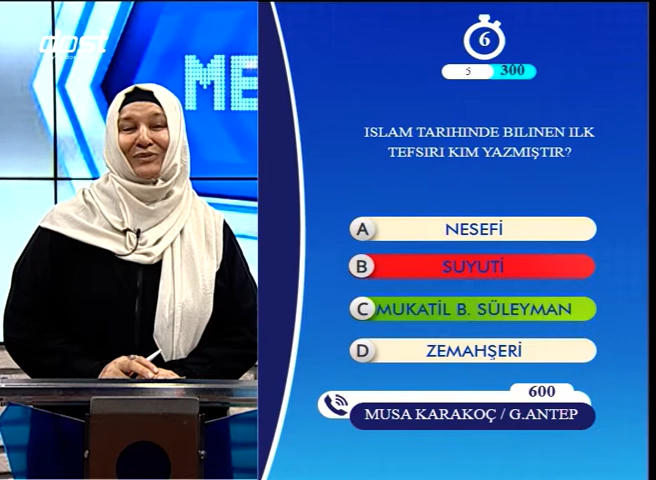 dost
ME
6
5 300
ISLAM TARIHINDE BILINEN ILK
TEFSIRI KIM YAZMIŞTIR?
A NESEFİ
B SUYUTİ
C MUKATİL B. SÜLEYMAN
D ZEMAHŞERİ
600
MUSA KARAKOÇ / G.ANTEP